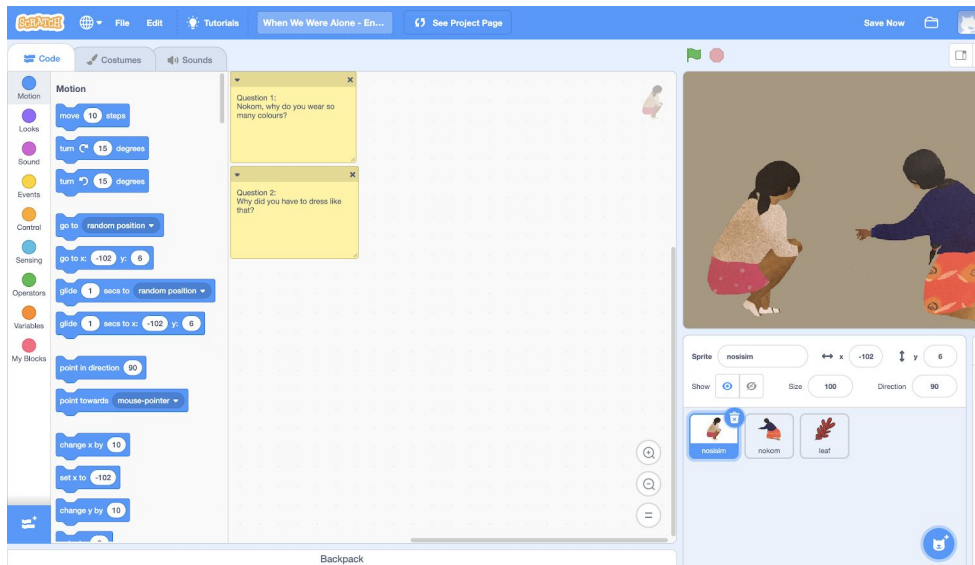 SCRATCH File Edit Tutorials When We Were Alone - En... See Project Page Save Now
Code Costumes Sounds
Motion
Looks
Sound
Events
Control
Sensing
Operators
Variables
My Blocks
Motion
move 10 steps
turn 15 degrees
turn 15 degrees
go to random position
go to x: -102 y: 6
glide 1 secs to random position
glide 1 secs to x: -102 y: 6
point in direction 90
point towards mouse-pointer
change x by 10
set x to -102
change y by 10
Question 1:
Nokom, why do you wear so
many colours?
Question 2:
Why did you have to dress like
that?
Backpack
Sprite nosisim x -102 y 6
Show Size 100 Direction 90
nosisim nokom leaf